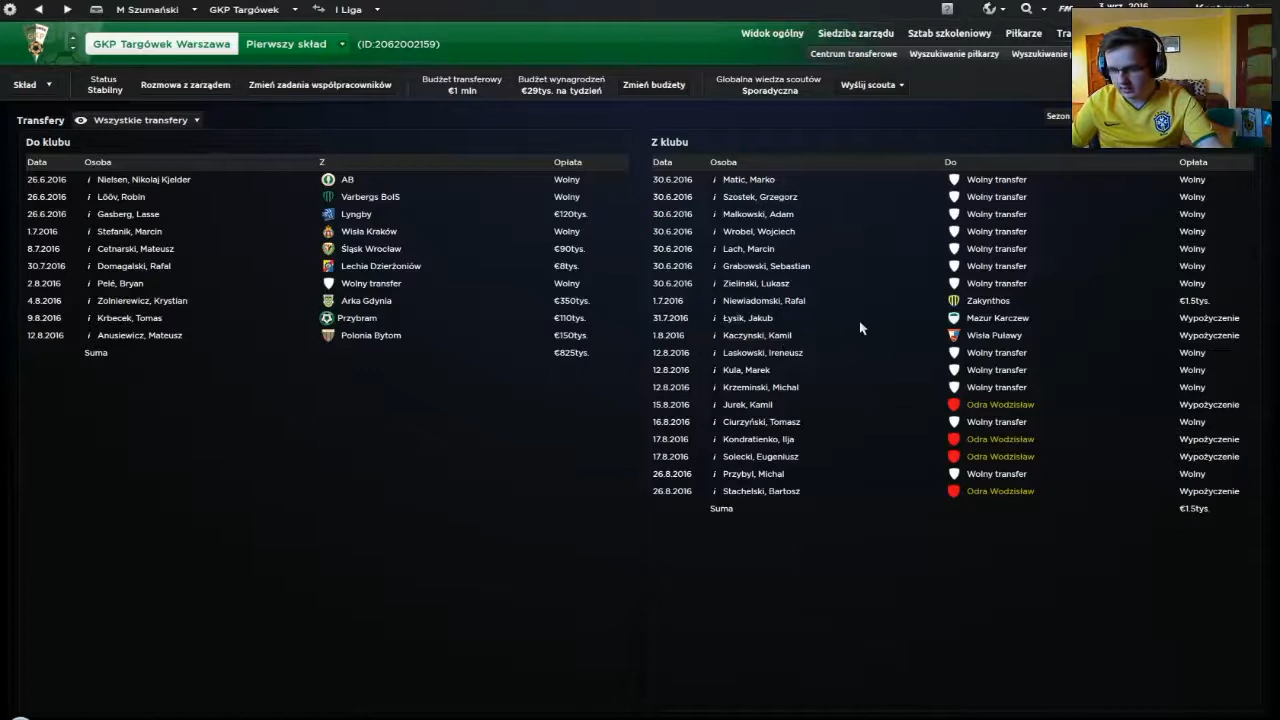 M Szumański GKP Targówek I Liga 3 wrz. 2016
GKP Targówek Warszawa Pierwszy skład (ID:2062002159) Widok ogólny Siedziba zarządu Sztab szkoleniowy Piłkarze
Centrum transferowe Wyszukiwanie piłkarzy Wyszukiwanie
Skład Status Stabilny Rozmowa z zarządem Zmień zadania współpracowników Budżet transferowy €1 mln Budżet wynagrodzeń €29tys. na tydzień Zmień budżety Globalna wiedza scoutów Sporadyczna Wyślij scouta
Transfery Wszystkie transfery Sezon
Do klubu
Data Osoba Z Opłata
26.6.2016 i Nielsen, Nikolaj Kjelder AB Wolny
26.6.2016 i Lööv, Robin Varbergs BoIS Wolny
26.6.2016 i Gasberg, Lasse Lyngby €120tys.
1.7.2016 i Stefanik, Marcin Wisła Kraków Wolny
8.7.2016 i Cetnarski, Mateusz Śląsk Wrocław €90tys.
30.7.2016 i Domagalski, Rafal Lechia Dzierżoniów €8tys.
2.8.2016 i Pelé, Bryan Wolny transfer Wolny
4.8.2016 i Zolnierewicz, Krystian Arka Gdynia €350tys.
9.8.2016 i Krbecek, Tomas Przybram €110tys.
12.8.2016 i Anusiewicz, Mateusz Polonia Bytom €150tys.
Suma €825tys.
Z klubu
Data Osoba Do Opłata
30.6.2016 i Matic, Marko Wolny transfer Wolny
30.6.2016 i Szostek, Grzegorz Wolny transfer Wolny
30.6.2016 i Małkowski, Adam Wolny transfer Wolny
30.6.2016 i Wrobel, Wojciech Wolny transfer Wolny
30.6.2016 i Lach, Marcin Wolny transfer Wolny
30.6.2016 i Grabowski, Sebastian Wolny transfer Wolny
30.6.2016 i Zielinski, Lukasz Wolny transfer Wolny
1.7.2016 i Niewiadomski, Rafal Zakynthos €1.5tys.
31.7.2016 i Łysik, Jakub Mazur Karczew Wypożyczenie
1.8.2016 i Kaczynski, Kamil Wisła Puławy Wypożyczenie
12.8.2016 i Laskowski, Ireneusz Wolny transfer Wolny
12.8.2016 i Kula, Marek Wolny transfer Wolny
12.8.2016 i Krzeminski, Michal Wolny transfer Wolny
15.8.2016 i Jurek, Kamil Odra Wodzisław Wypożyczenie
16.8.2016 i Ciurzyński, Tomasz Wolny transfer Wolny
17.8.2016 i Kondratienko, Ilja Odra Wodzisław Wypożyczenie
17.8.2016 i Solecki, Eugeniusz Odra Wodzisław Wypożyczenie
26.8.2016 i Przybyl, Michal Wolny transfer Wolny
26.8.2016 i Stachelski, Bartosz Odra Wodzisław Wypożyczenie
Suma €1.5tys.